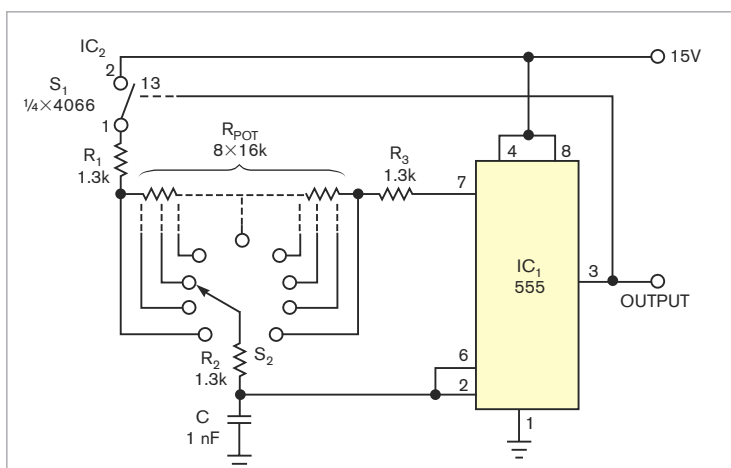 IC2
2
15V
S1
13
¼×4066
1
RPOT
8×16k
R1
1.3k
R3
1.3k
4
8
7
IC1
555
3
OUTPUT
6
2
R2
1.3k
S2
C
1 nF
1